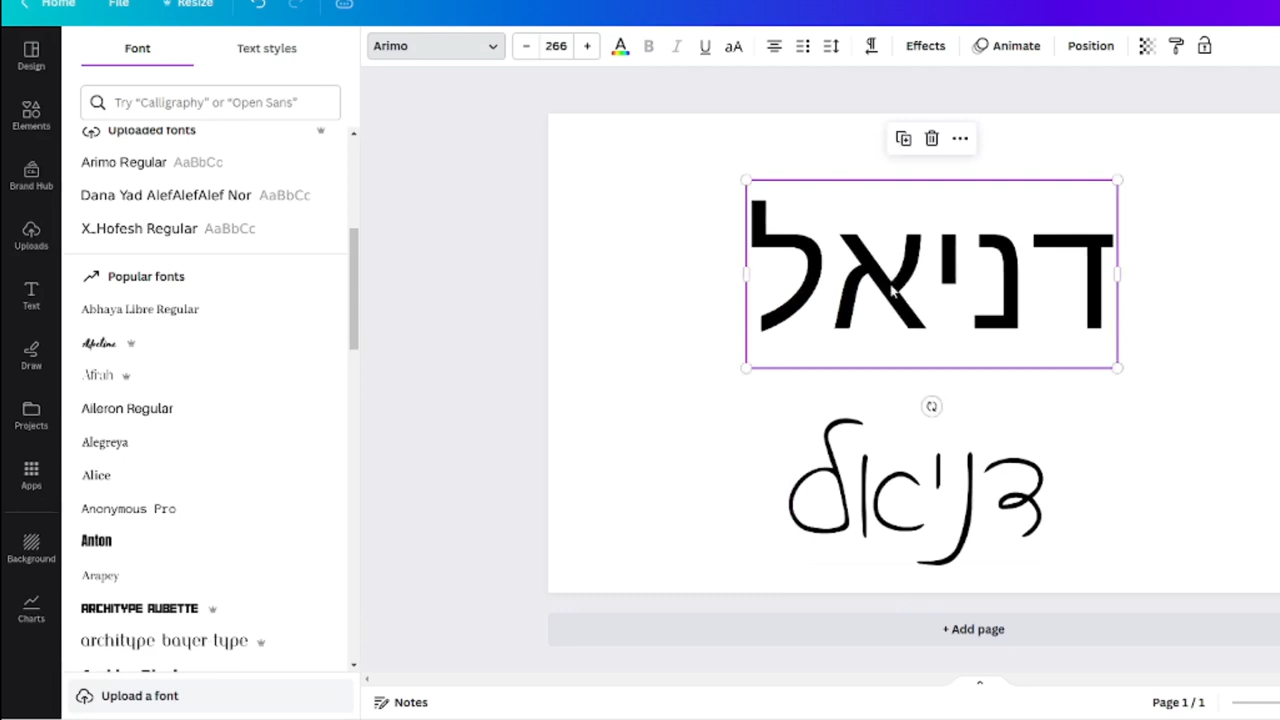 Home File Resize
Arimo 266 B I U aA Effects Animate Position
Font Text styles
Try “Calligraphy” or “Open Sans”
Design
Elements
Brand Hub
Uploads
Text
Draw
Projects
Apps
Background
Charts
Uploaded fonts
Arimo Regular AaBbCc
Dana Yad AlefAlefAlef Nor AaBbCc
X_Hofesh Regular AaBbCc
Popular fonts
Abhaya Libre Regular
Afirah
Aileron Regular
Alegreya
Alice
Anonymous Pro
Anton
Arapey
ARCHITYPE AUBETTE
architype bayer type
Upload a font
דניאל
דניאל
+ Add page
Notes
Page 1 / 1